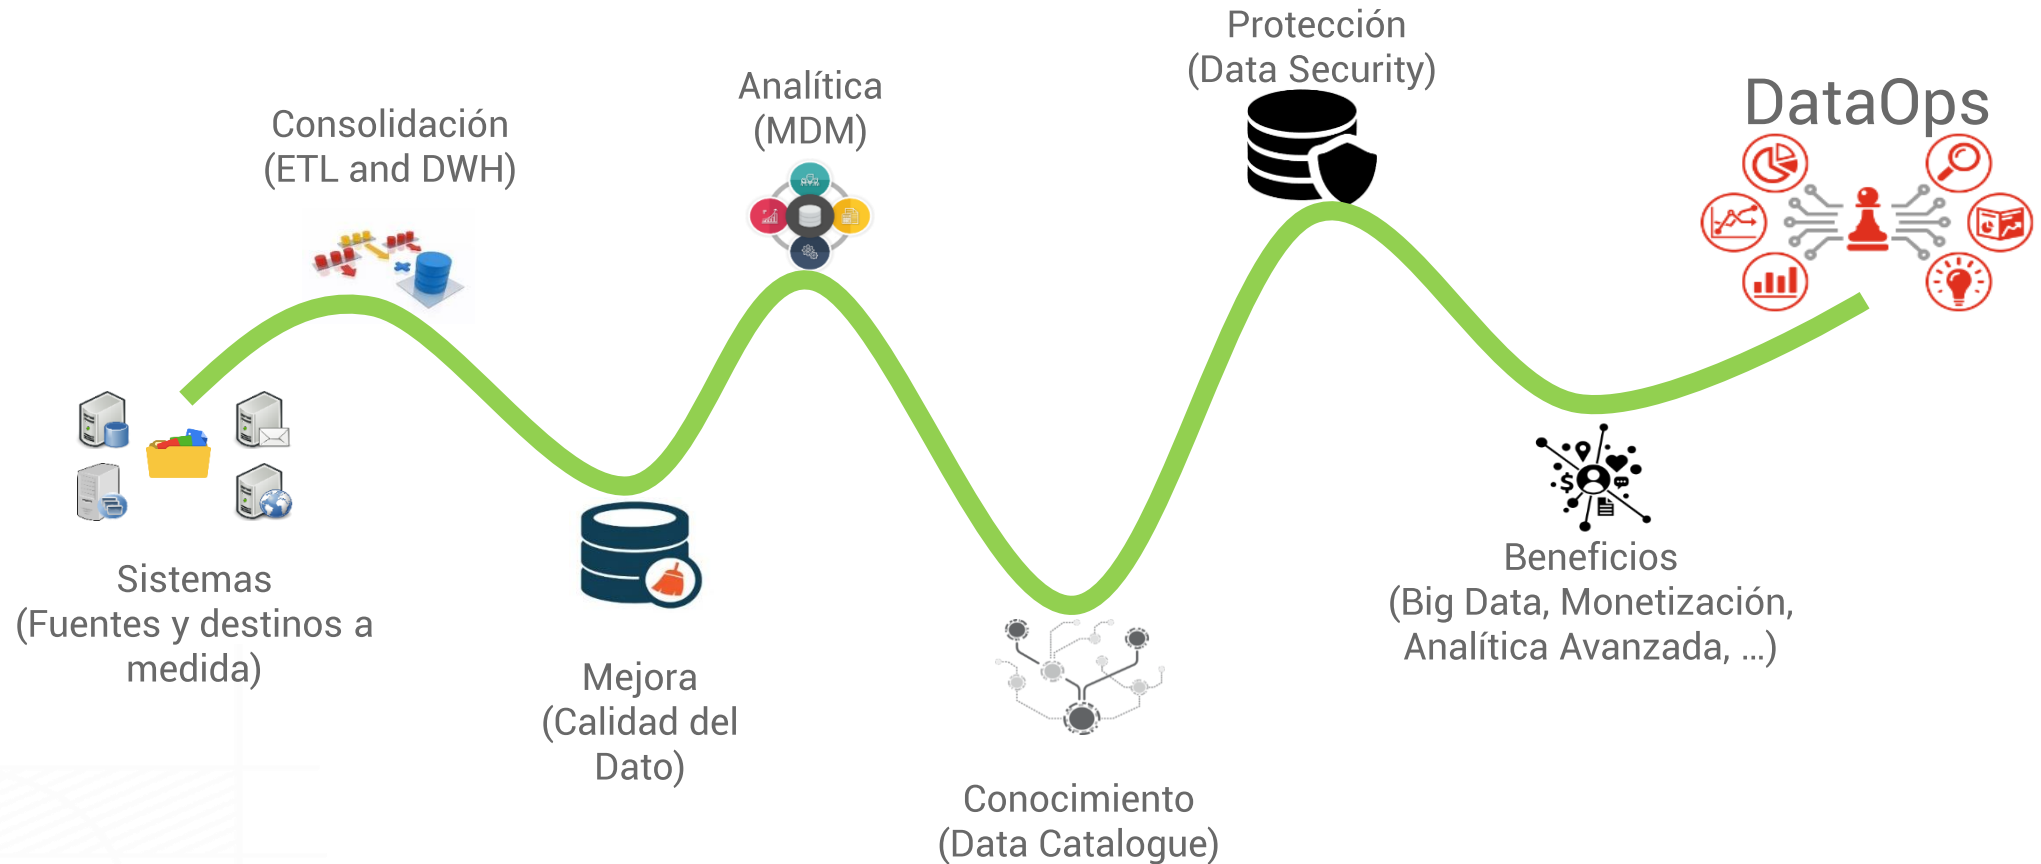 Sistemas
(Fuentes y destinos a
medida)
Consolidación
(ETL and DWH)
Mejora
(Calidad del
Dato)
Analítica
(MDM)
Conocimiento
(Data Catalogue)
Protección
(Data Security)
Beneficios
(Big Data, Monetización,
Analítica Avanzada, ...)
DataOps